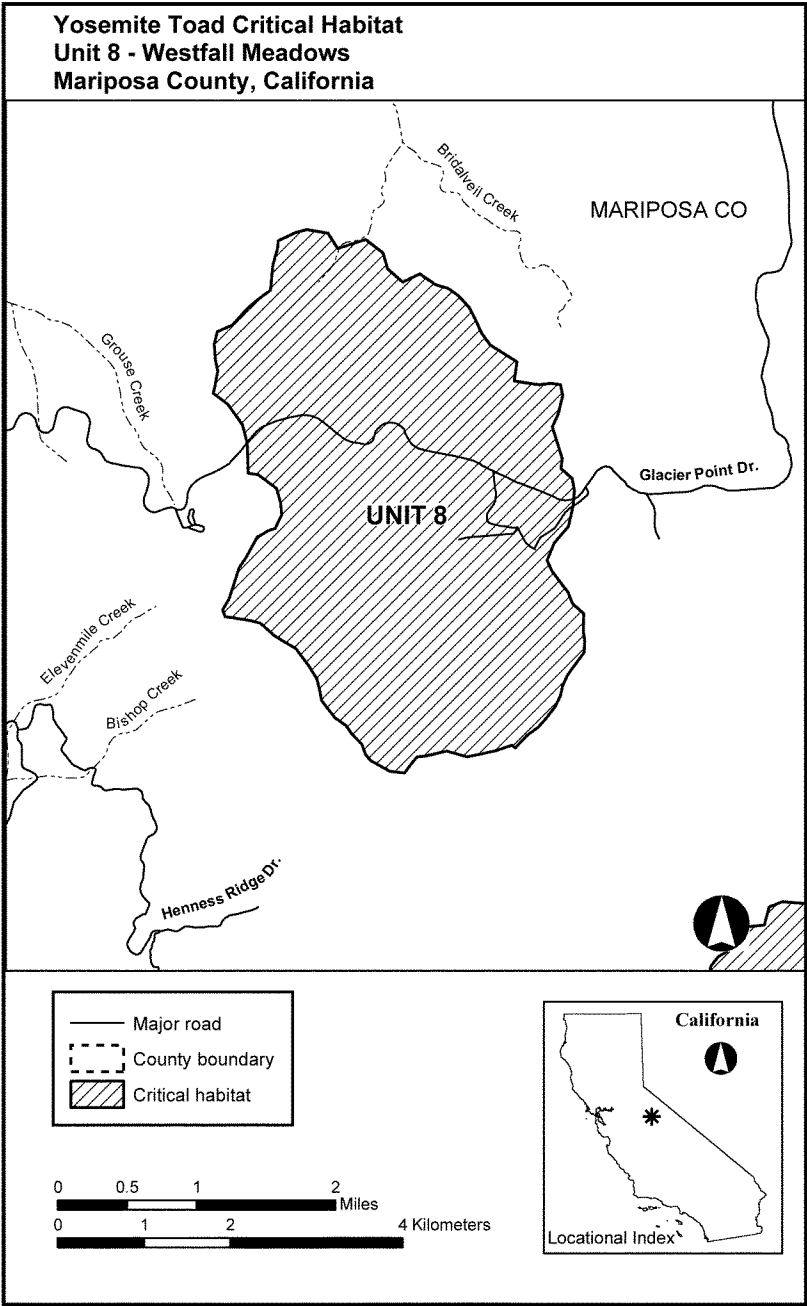 Yosemite Toad Critical Habitat
Unit 8 - Westfall Meadows
Mariposa County, California
Bridalveil Creek
MARIPOSA CO
Grouse Creek
Glacier Point Dr.
UNIT 8
Elevenmile Creek
Bishop Creek
Henness Ridge Dr.
Major road
County boundary
Critical habitat
California
Locational Index
0 0.5 1 2
Miles
0 1 2 4 Kilometers